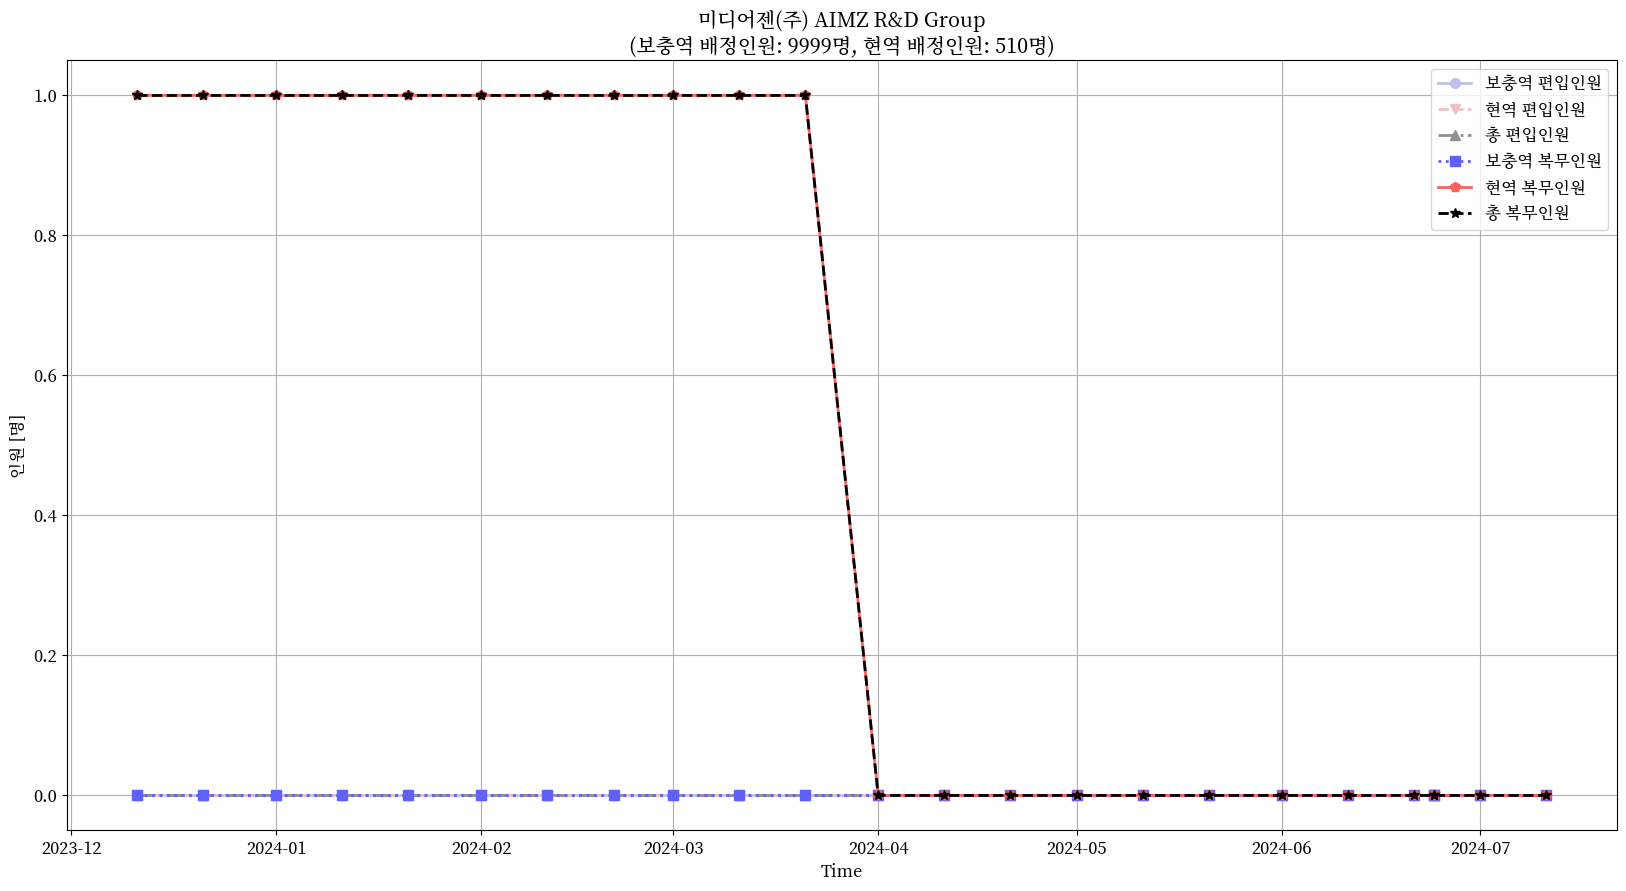 미디어젠(주) AIMZ R&D Group
(보충역 배정인원: 9999명, 현역 배정인원: 510명)
보충역 편입인원
현역 편입인원
총 편입인원
보충역 복무인원
현역 복무인원
총 복무인원
인원 [명]
1.0
0.8
0.6
0.4
0.2
0.0
2023-12 2024-01 2024-02 2024-03 2024-04 2024-05 2024-06 2024-07
Time